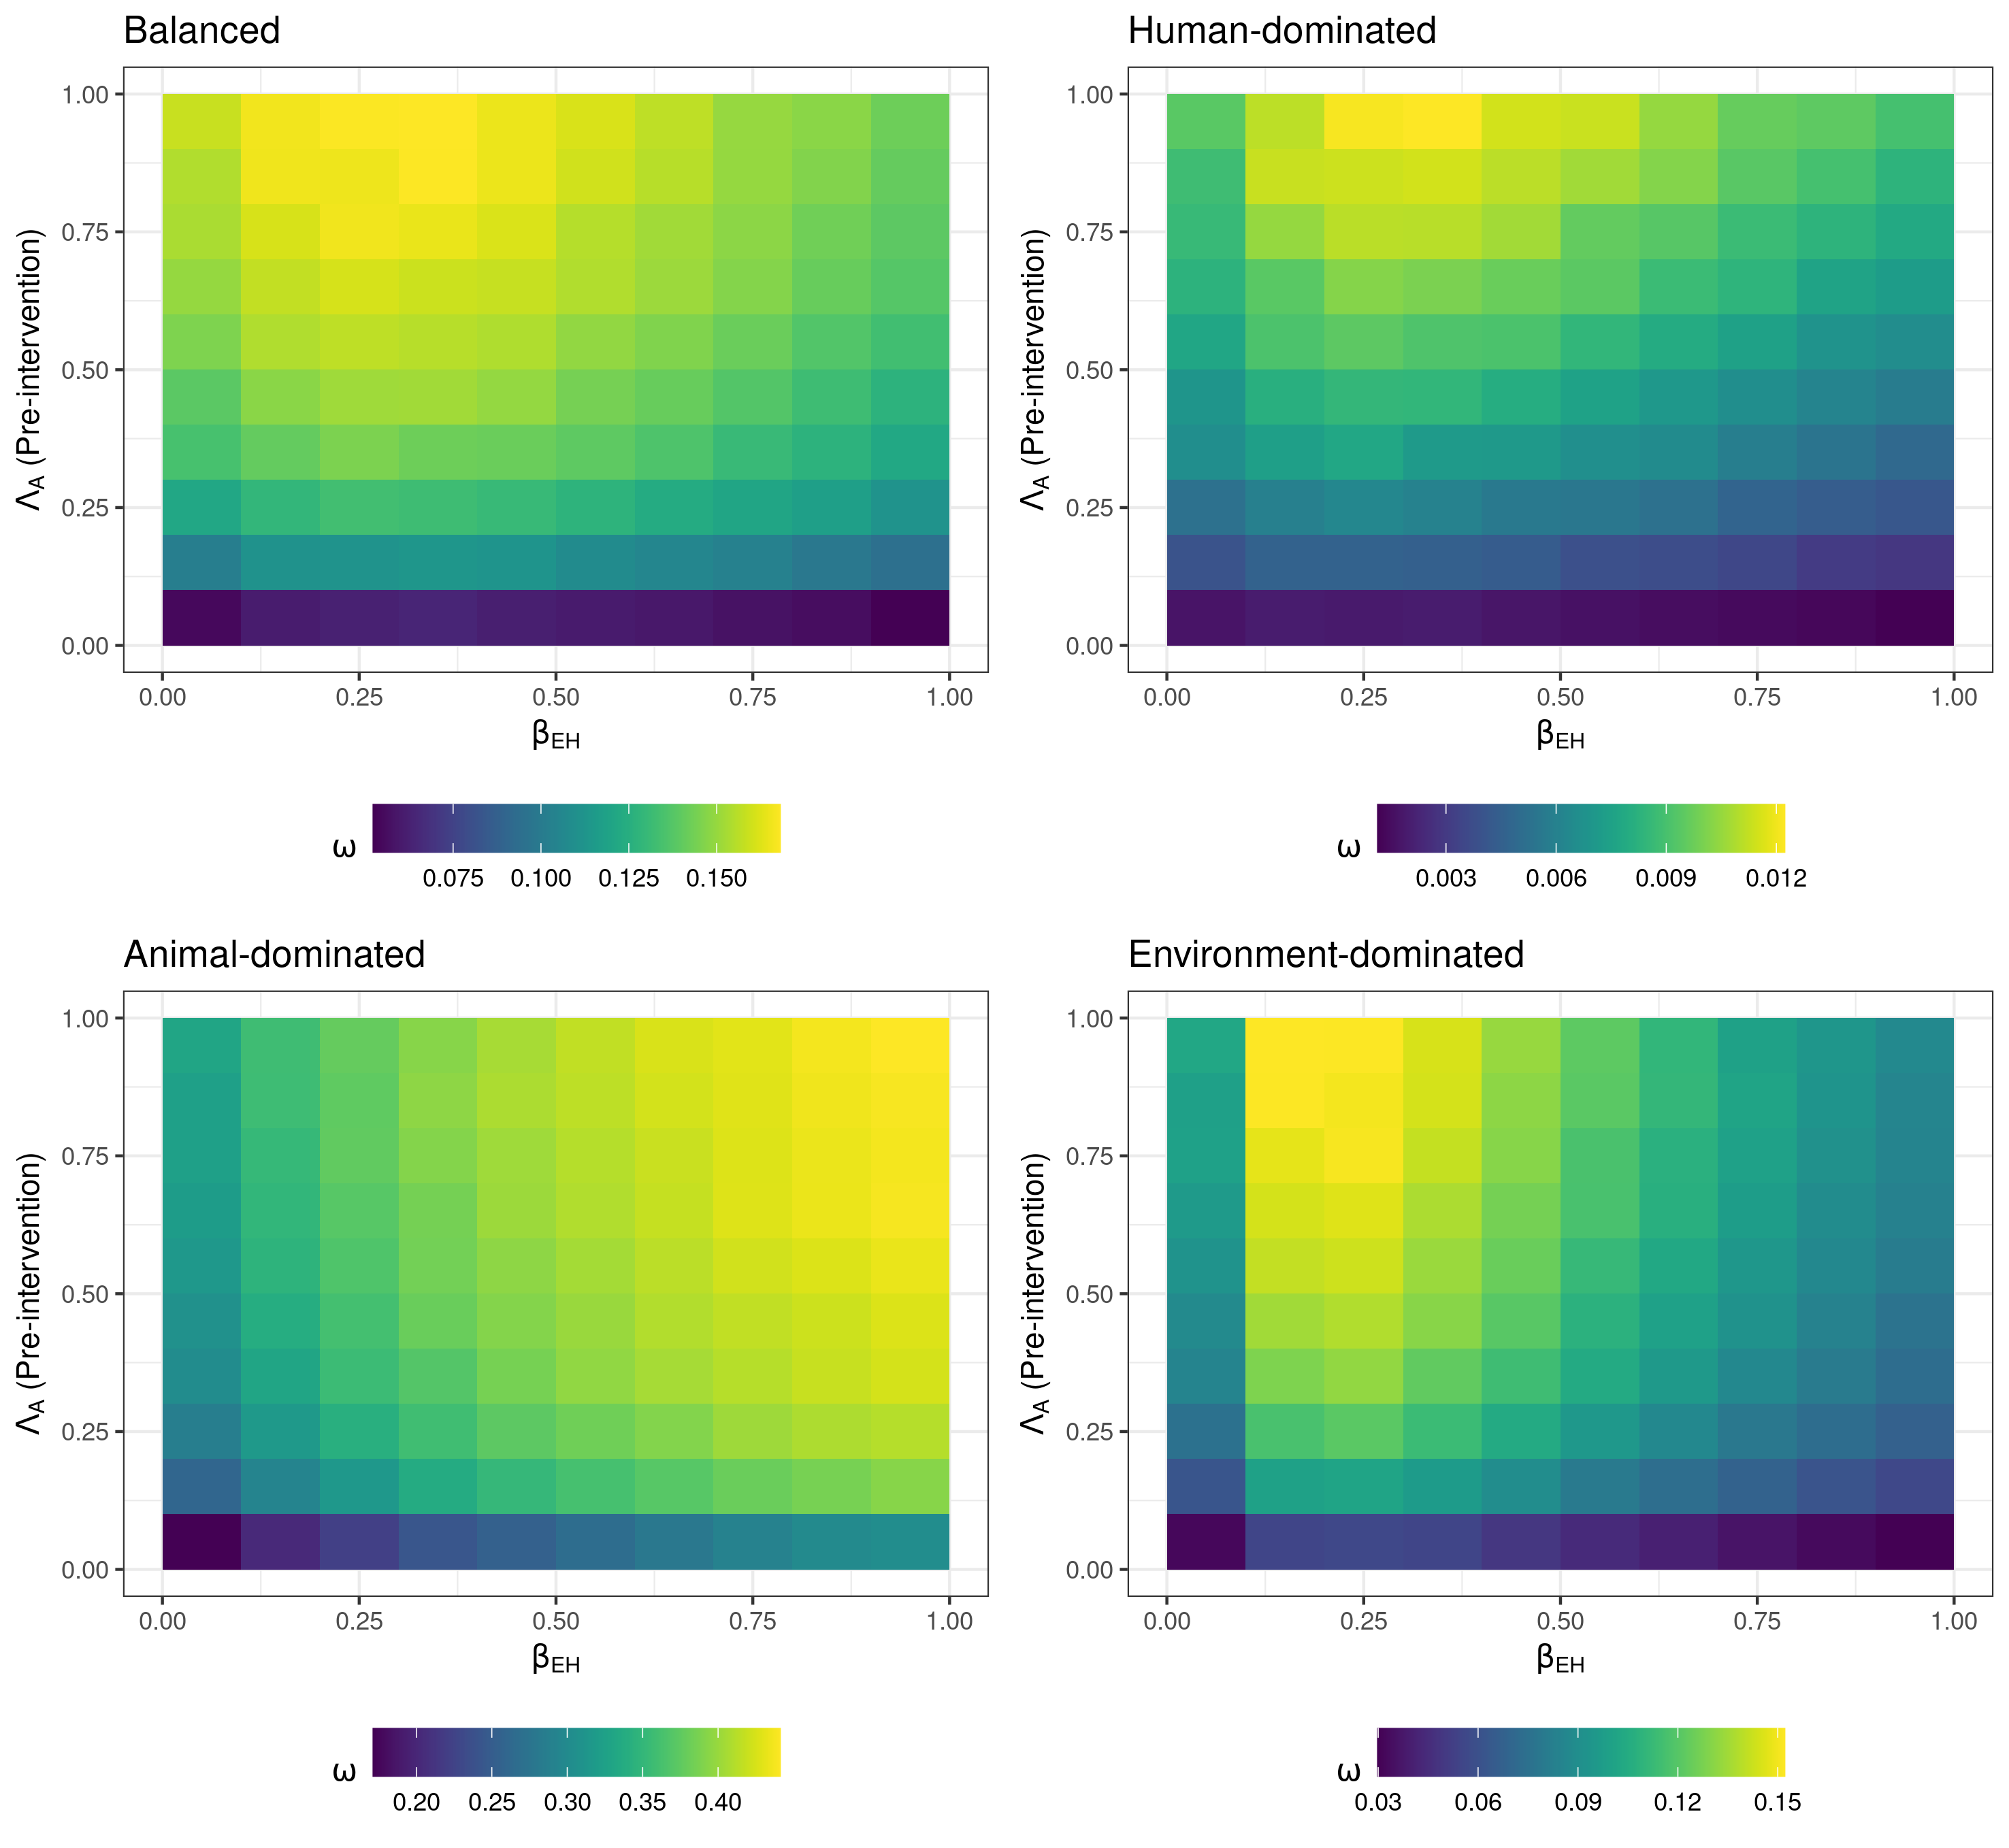 Balanced
ΛA (Pre-intervention)
1.00
0.75
0.50
0.25
0.00
0.00 0.25 0.50 0.75 1.00
βEH
ω
0.075 0.100 0.125 0.150
Human-dominated
ΛA (Pre-intervention)
1.00
0.75
0.50
0.25
0.00
0.00 0.25 0.50 0.75 1.00
βEH
ω
0.003 0.006 0.009 0.012
Animal-dominated
ΛA (Pre-intervention)
1.00
0.75
0.50
0.25
0.00
0.00 0.25 0.50 0.75 1.00
βEH
ω
0.20 0.25 0.30 0.35 0.40
Environment-dominated
ΛA (Pre-intervention)
1.00
0.75
0.50
0.25
0.00
0.00 0.25 0.50 0.75 1.00
βEH
ω
0.03 0.06 0.09 0.12 0.15